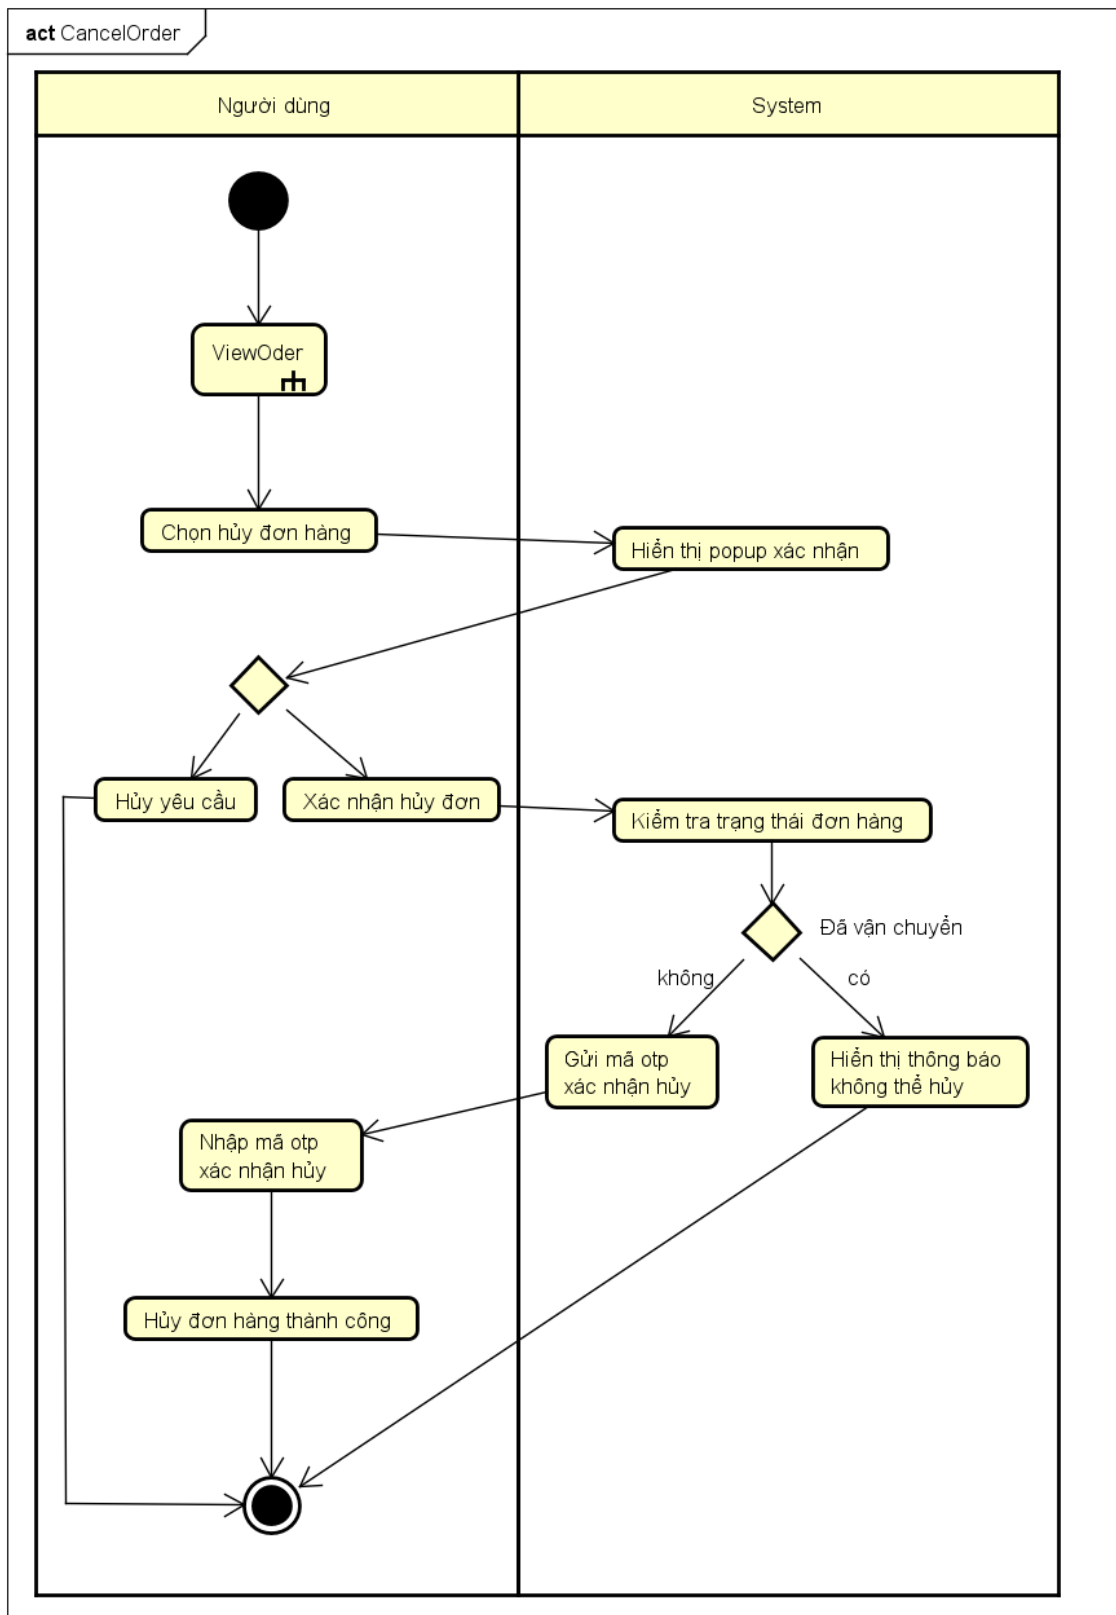 act CancelOrder
Người dùng
System
ViewOder
Chọn hủy đơn hàng
Hiển thị popup xác nhận
Hủy yêu cầu
Xác nhận hủy đơn
Kiểm tra trạng thái đơn hàng
Đã vận chuyển
không
có
Gửi mã otp
xác nhận hủy
Hiển thị thông báo
không thể hủy
Nhập mã otp
xác nhận hủy
Hủy đơn hàng thành công